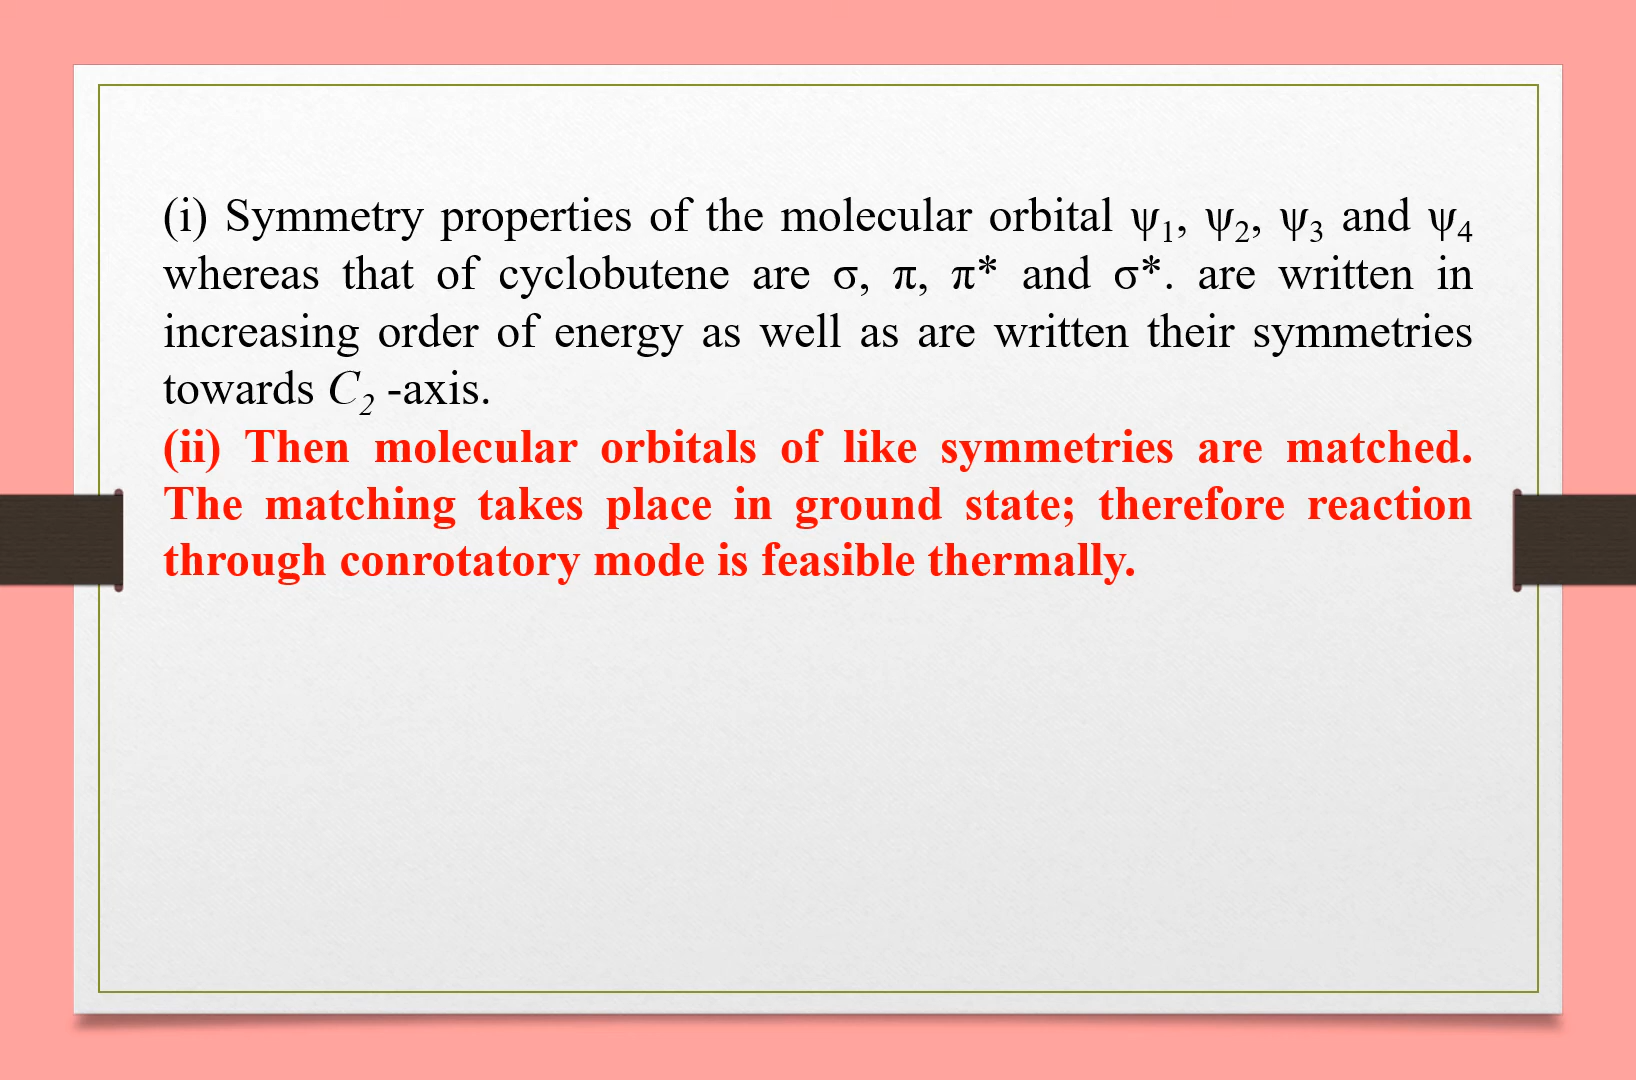 (i) Symmetry properties of the molecular orbital ψ₁, ψ₂, ψ₃ and ψ₄
whereas that of cyclobutene are σ, π, π* and σ*. are written in
increasing order of energy as well as are written their symmetries
towards C₂ -axis.
(ii) Then molecular orbitals of like symmetries are matched.
The matching takes place in ground state; therefore reaction
through conrotatory mode is feasible thermally.